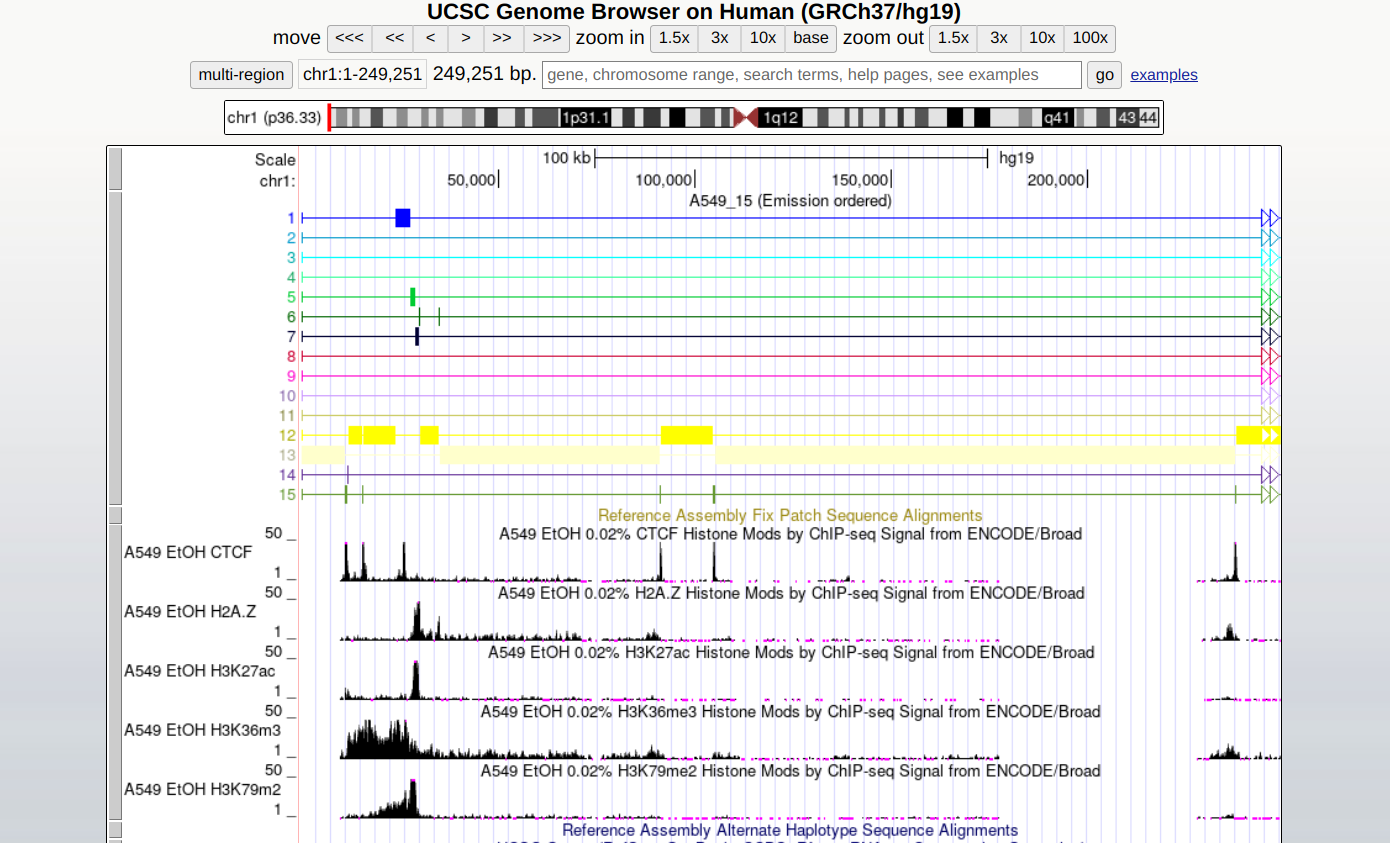 UCSC Genome Browser on Human (GRCh37/hg19)
move <<< << < > >> >>> zoom in 1.5x 3x 10x base zoom out 1.5x 3x 10x 100x
multi-region chr1:1-249,251 249,251 bp. gene, chromosome range, search terms, help pages, see examples go examples
chr1 (p36.33) 1p31.1 1q12 q41 43 44
Scale 100 kb hg19
chr1: 50,000 100,000 150,000 200,000
A549_15 (Emission ordered)
1
2
3
4
5
6
7
8
9
10
11
12
13
14
15
Reference Assembly Fix Patch Sequence Alignments
A549 EtOH 0.02% CTCF Histone Mods by ChIP-seq Signal from ENCODE/Broad
50
A549 EtOH CTCF
1
A549 EtOH 0.02% H2A.Z Histone Mods by ChIP-seq Signal from ENCODE/Broad
50
A549 EtOH H2A.Z
1
A549 EtOH 0.02% H3K27ac Histone Mods by ChIP-seq Signal from ENCODE/Broad
50
A549 EtOH H3K27ac
1
A549 EtOH 0.02% H3K36me3 Histone Mods by ChIP-seq Signal from ENCODE/Broad
50
A549 EtOH H3K36m3
1
A549 EtOH 0.02% H3K79me2 Histone Mods by ChIP-seq Signal from ENCODE/Broad
50
A549 EtOH H3K79m2
1
Reference Assembly Alternate Haplotype Sequence Alignments